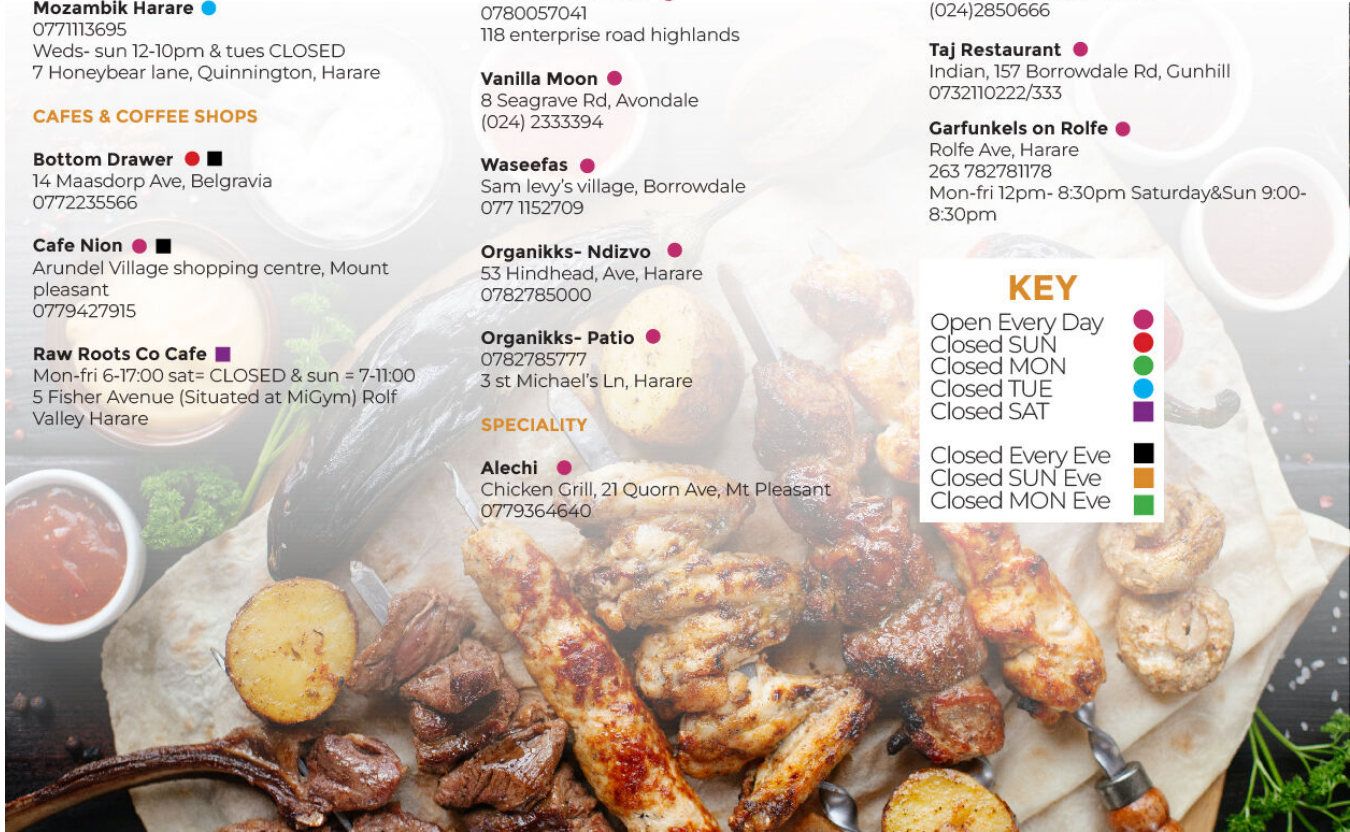 Mozambik Harare
0771113695
Weds- sun 12-10pm & tues CLOSED
7 Honeybear lane, Quinnington, Harare
CAFES & COFFEE SHOPS
Bottom Drawer
14 Maasdorp Ave, Belgravia
0772235566
Cafe Nion
Arundel Village shopping centre, Mount
pleasant
0779427915
Raw Roots Co Cafe
Mon-fri 6-17:00 sat= CLOSED & sun = 7-11:00
5 Fisher Avenue (Situated at MiGym) Rolf
Valley Harare
0780057041
118 enterprise road highlands
Vanilla Moon
8 Seagrave Rd, Avondale
(024) 2333394
Waseefas
Sam levy's village, Borrowdale
077 1152709
Organikks- Ndizvo
53 Hindhead, Ave, Harare
0782785000
Organikks- Patio
0782785777
3 st Michael's Ln, Harare
SPECIALITY
Alechi
Chicken Grill, 21 Quorn Ave, Mt Pleasant
0779364640
(024)2850666
Taj Restaurant
Indian, 157 Borrowdale Rd, Gunhill
0732110222/333
Garfunkels on Rolfe
Rolfe Ave, Harare
263 782781178
Mon-fri 12pm- 8:30pm Saturday&Sun 9:00-
8:30pm
KEY
Open Every Day
Closed SUN
Closed MON
Closed TUE
Closed SAT
Closed Every Eve
Closed SUN Eve
Closed MON Eve